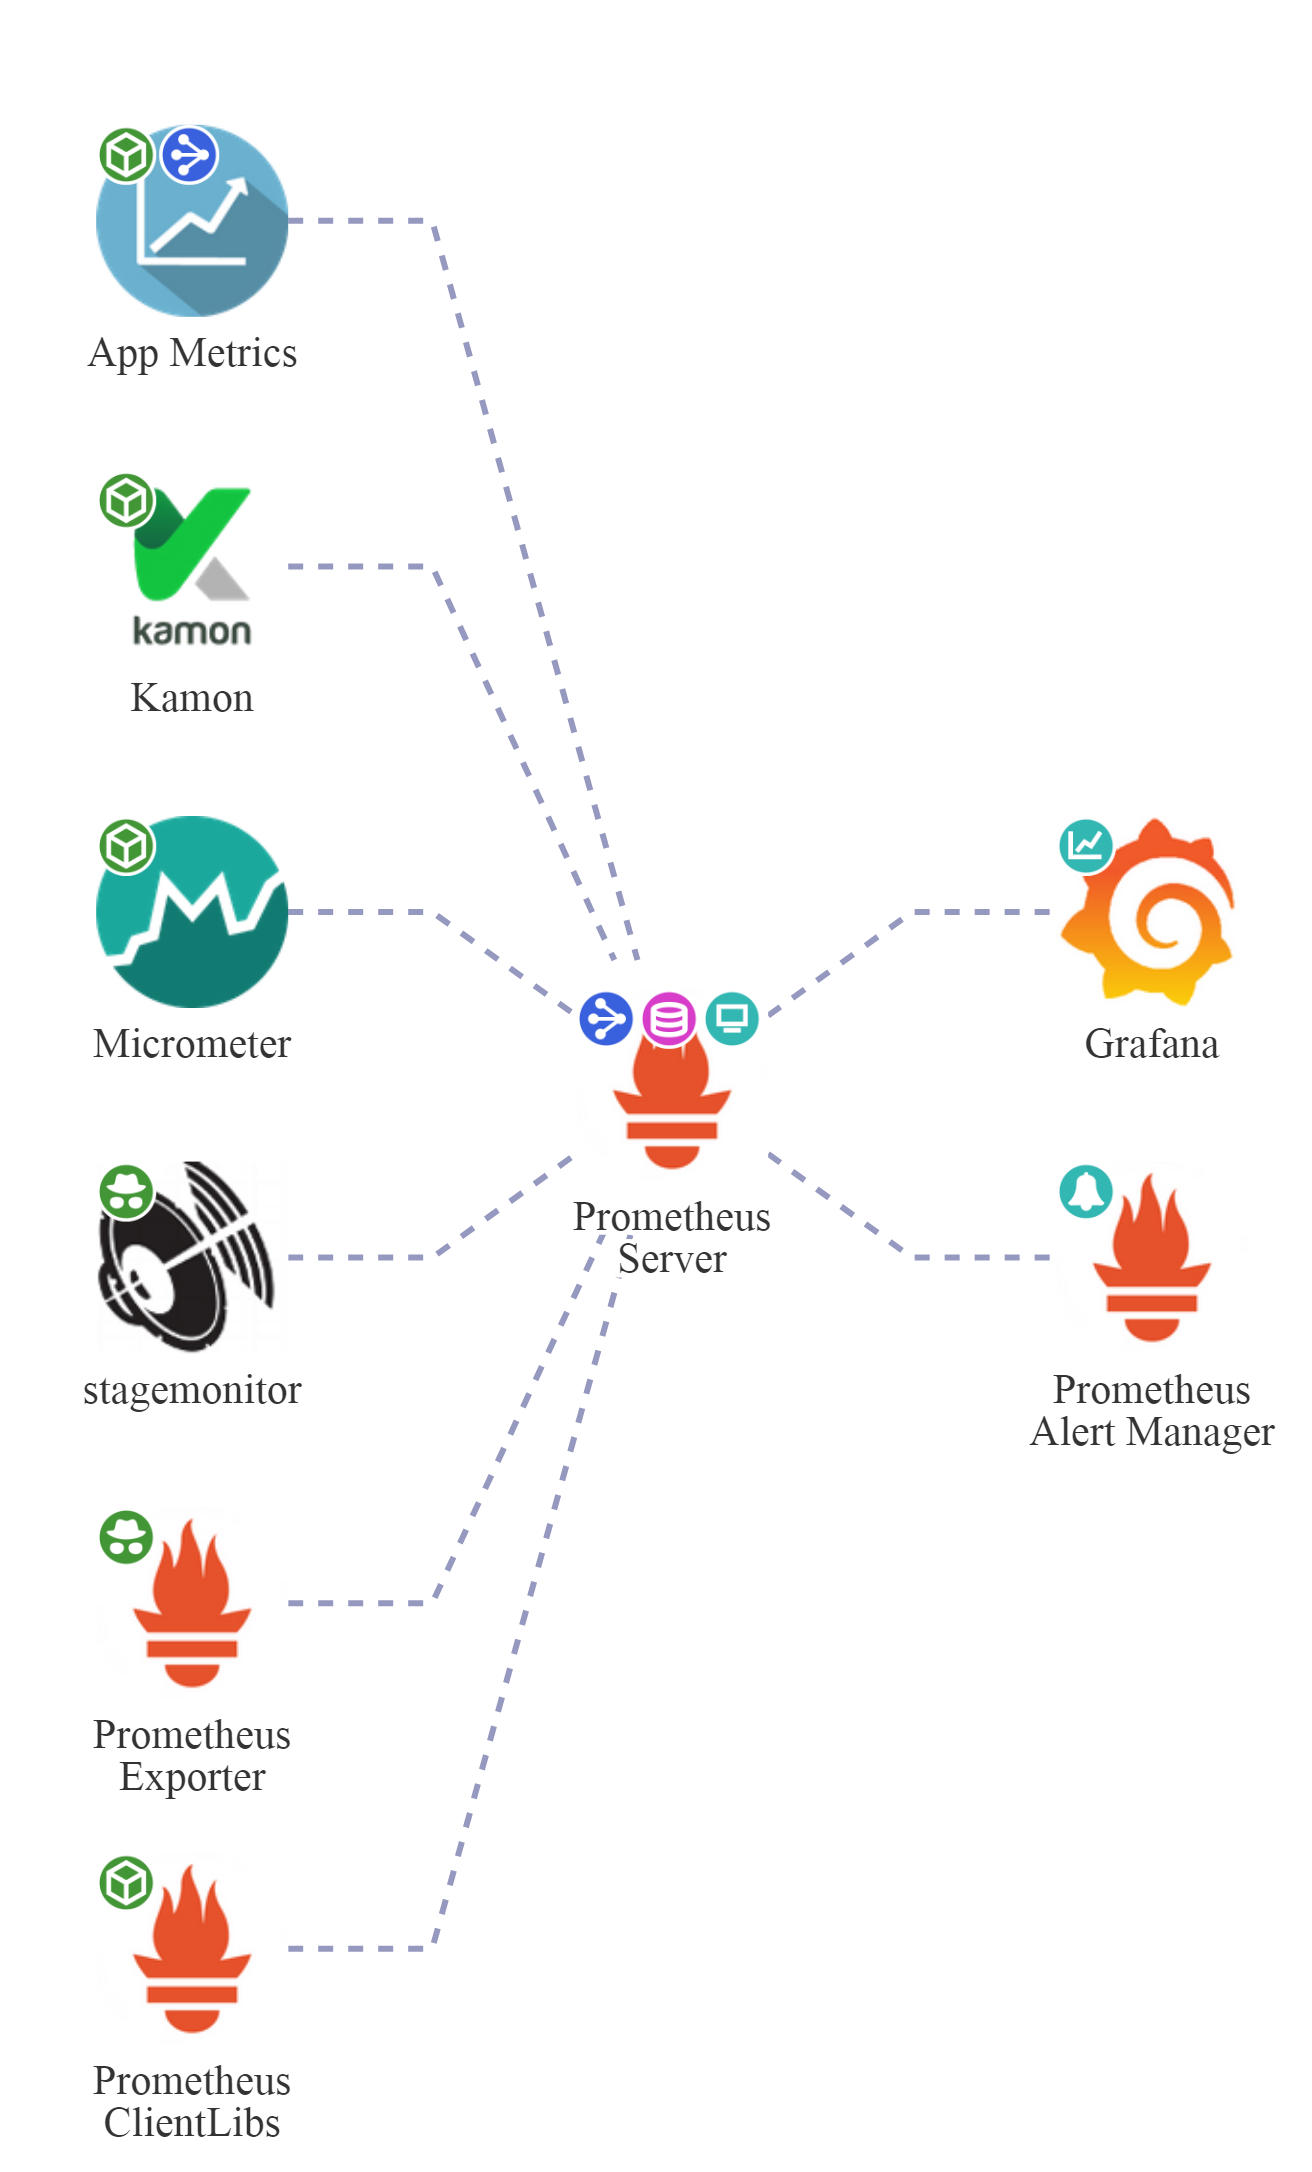 App Metrics
kamon
Kamon
Micrometer
stagemonitor
Prometheus
Exporter
Prometheus
ClientLibs
Prometheus
Server
Grafana
Prometheus
Alert Manager